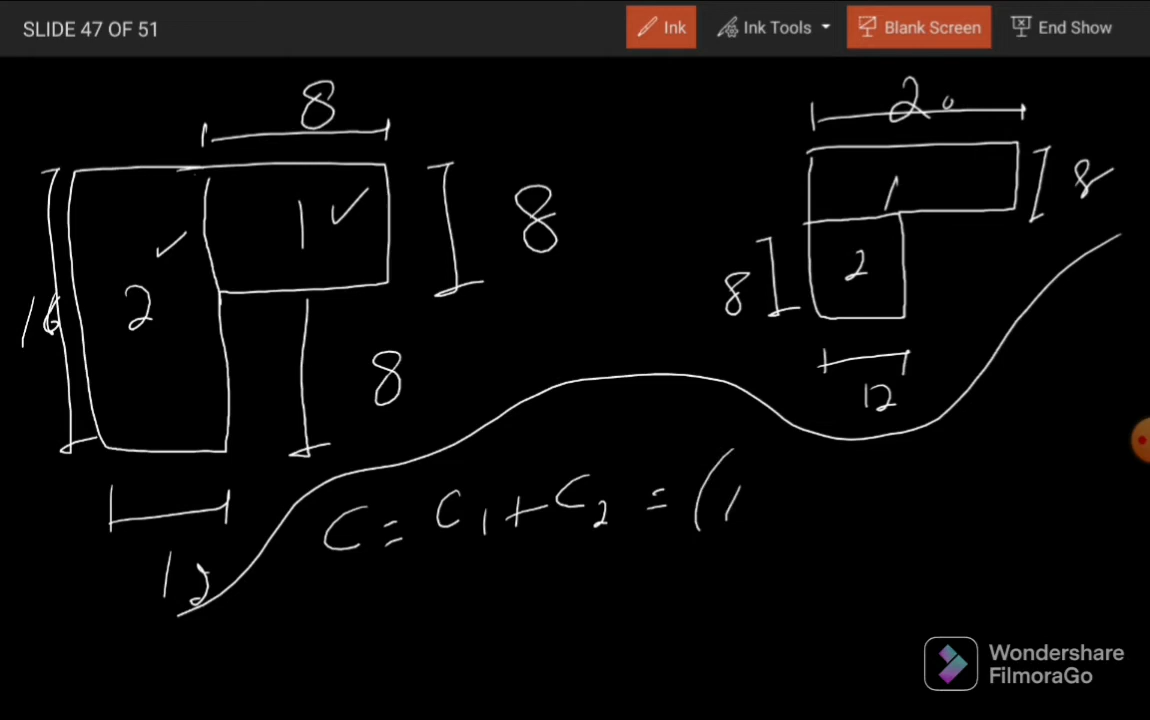 SLIDE 47 OF 51
Ink
Ink Tools
Blank Screen
End Show
8
20
1
8
8
2
16
8
1
8
2
12
12
C = C1 + C2 = (1
Wondershare
FilmoraGo